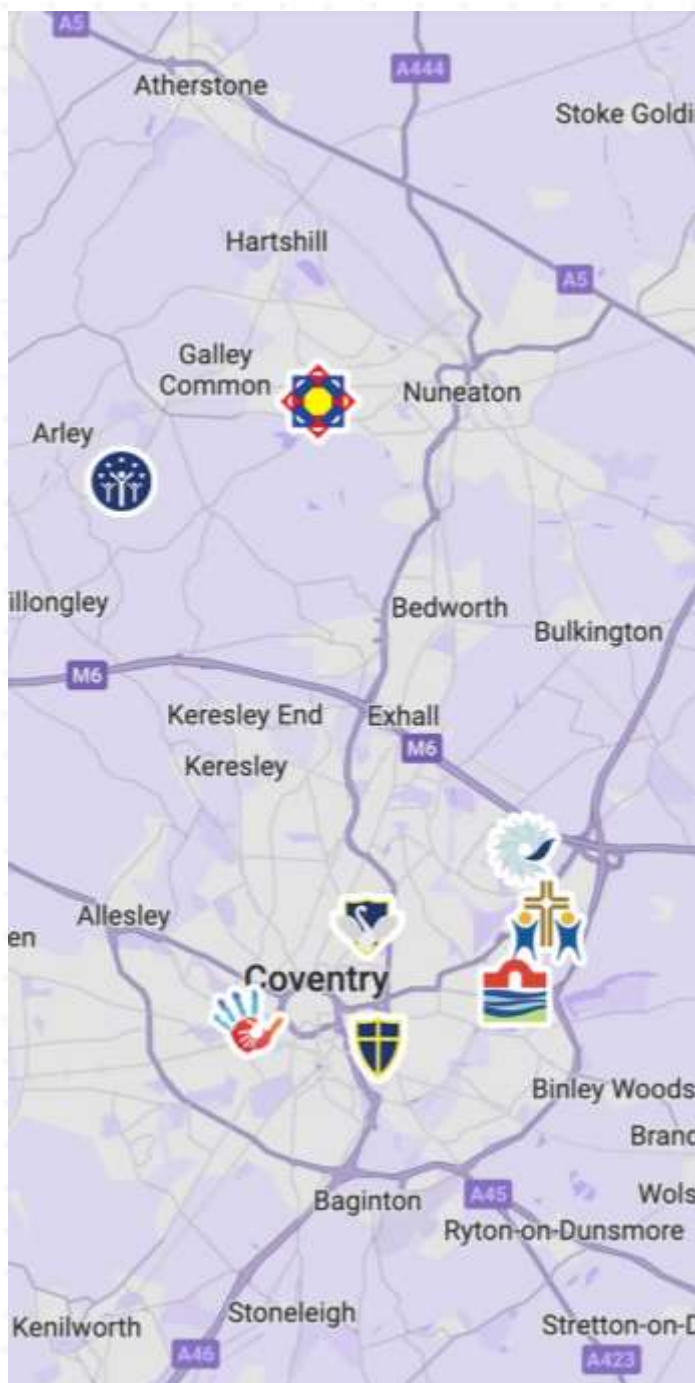 A5
A444
Atherstone
Stoke Goldi
Hartshill
A5
Galley
Common
Nuneaton
Arley
illongley
Bedworth
Bulkington
M6
Keresley End
Exhall
M6
Keresley
Allesley
en
Coventry
Binley Woods
Branc
Baginton
A45
Wols
Ryton-on-Dunsmore
Stoneleigh
Kenilworth
Stretton-on-D
A46
A423